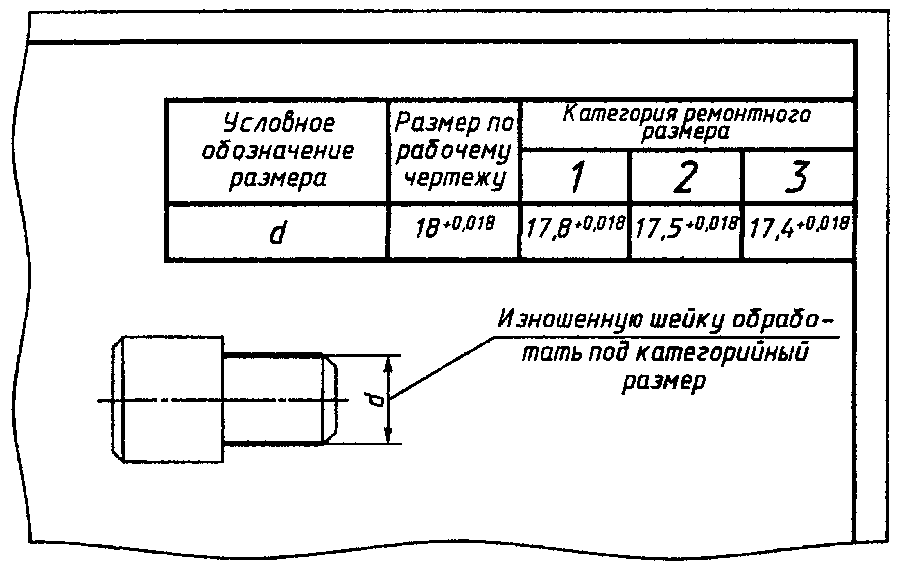 Условное
обозначение
размера
Размер по
рабочему
чертежу
Категория ремонтного
размера
1 2 3
d 18+0,018 17,8+0,018 17,5+0,018 17,4+0,018
Изношенную шейку обрабо-
тать под категорийный
размер
d